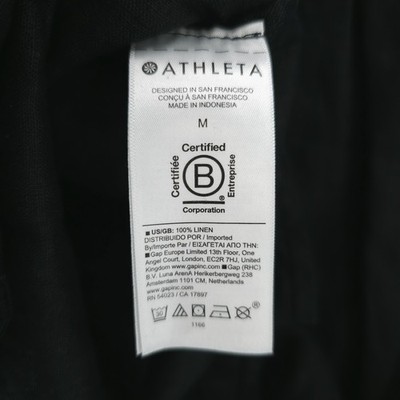 ATHLETA
DESIGNED IN SAN FRANCISCO
CONÇU À SAN FRANCISCO
MADE IN INDONESIA
M
Certified
Certifiée
B
Entreprise
®
Corporation
■ US/GB: 100% LINEN
DISTRIBUIDO POR / Imported
By/Importe Par / ΕΙΣΑΓΕΤΑΙ ΑΠΟ ΤΗΝ:
■ Gap Europe Limited 13th Floor, One
Angel Court, London, EC2R 7HJ, United
Kingdom www.gapinc.com ■ Gap (RHC)
B.V. Luna ArenA Herikerbergweg 238
Amsterdam 1101 CM, Netherlands
www.gapinc.com
RN 54023 / CA 17897
30
®
1166